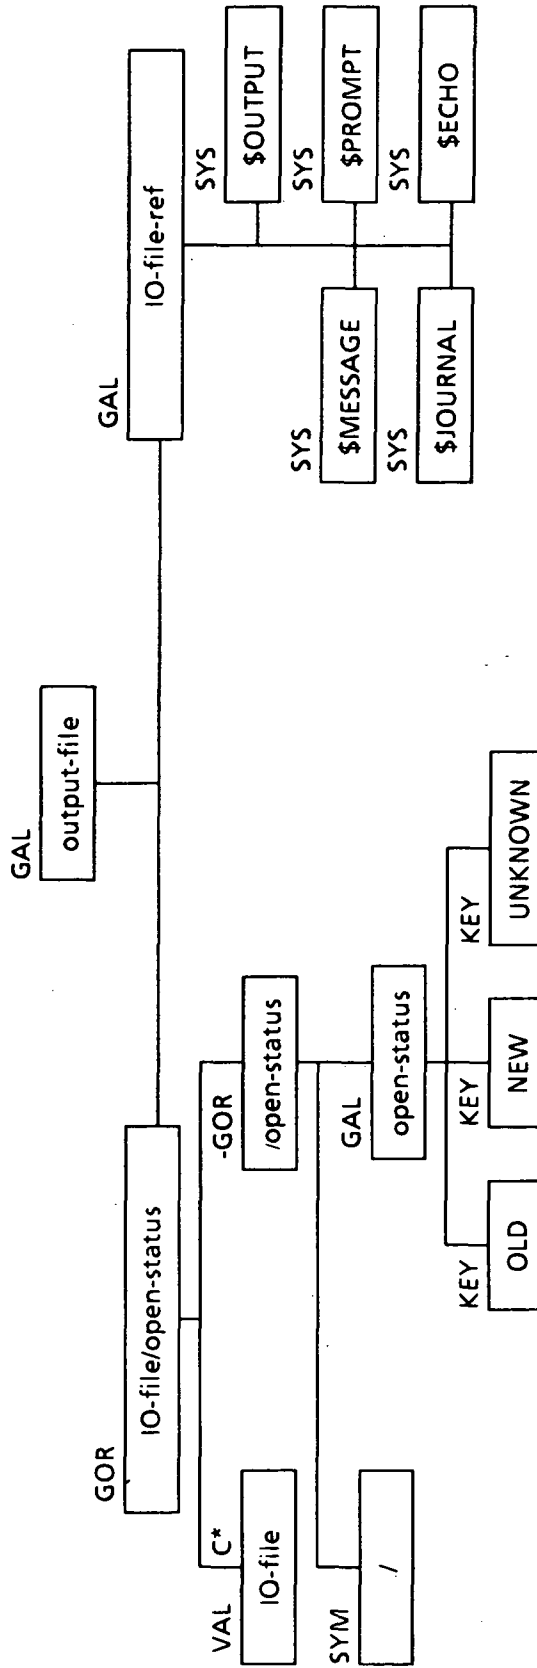 GAL
output-file
GOR
IO-file/open-status
GAL
IO-file-ref
VAL C*
IO-file
-GOR
/open-status
SYS
$OUTPUT
SYM
/
GAL
open-status
SYS
$MESSAGE
SYS
$PROMPT
KEY
OLD
KEY
NEW
KEY
UNKNOWN
SYS
$JOURNAL
SYS
$ECHO